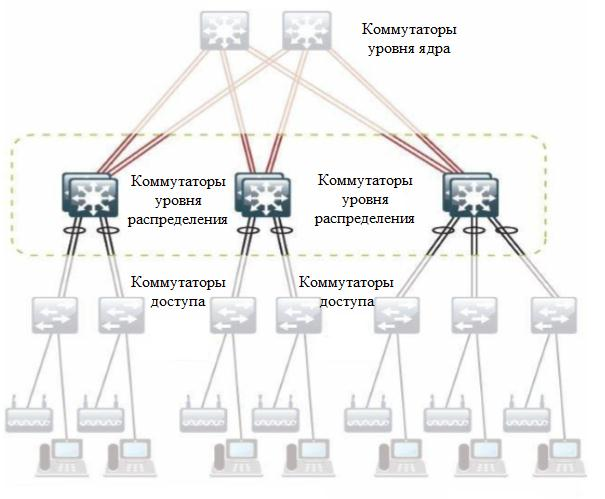 Коммутаторы
уровня ядра
Коммутаторы
уровня
распределения
Коммутаторы
уровня
распределения
Коммутаторы
доступа
Коммутаторы
доступа